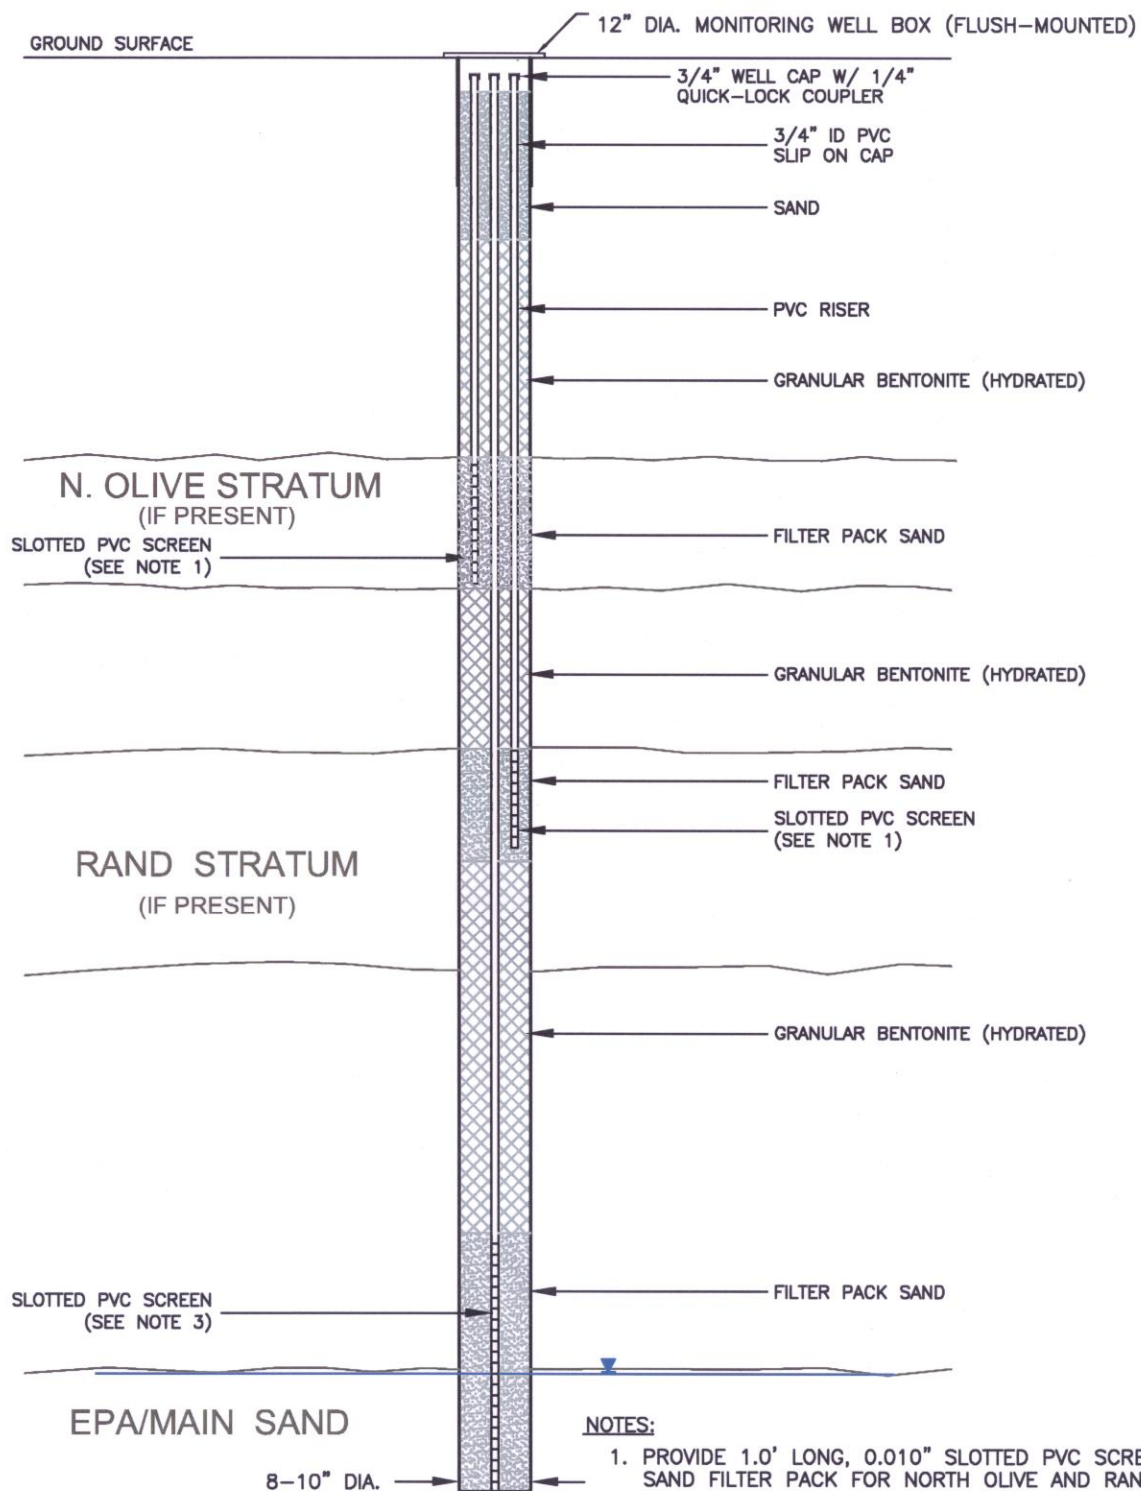 12" DIA. MONITORING WELL BOX (FLUSH-MOUNTED)
GROUND SURFACE
3/4" WELL CAP W/ 1/4"
QUICK-LOCK COUPLER
3/4" ID PVC
SLIP ON CAP
SAND
PVC RISER
GRANULAR BENTONITE (HYDRATED)
N. OLIVE STRATUM
(IF PRESENT)
SLOTTED PVC SCREEN
(SEE NOTE 1)
FILTER PACK SAND
GRANULAR BENTONITE (HYDRATED)
FILTER PACK SAND
SLOTTED PVC SCREEN
(SEE NOTE 1)
RAND STRATUM
(IF PRESENT)
GRANULAR BENTONITE (HYDRATED)
FILTER PACK SAND
SLOTTED PVC SCREEN
(SEE NOTE 3)
EPA/MAIN SAND
8-10" DIA.
NOTES:
1. PROVIDE 1.0' LONG, 0.010" SLOTTED PVC
SAND FILTER PACK FOR NORTH OLIVE AND